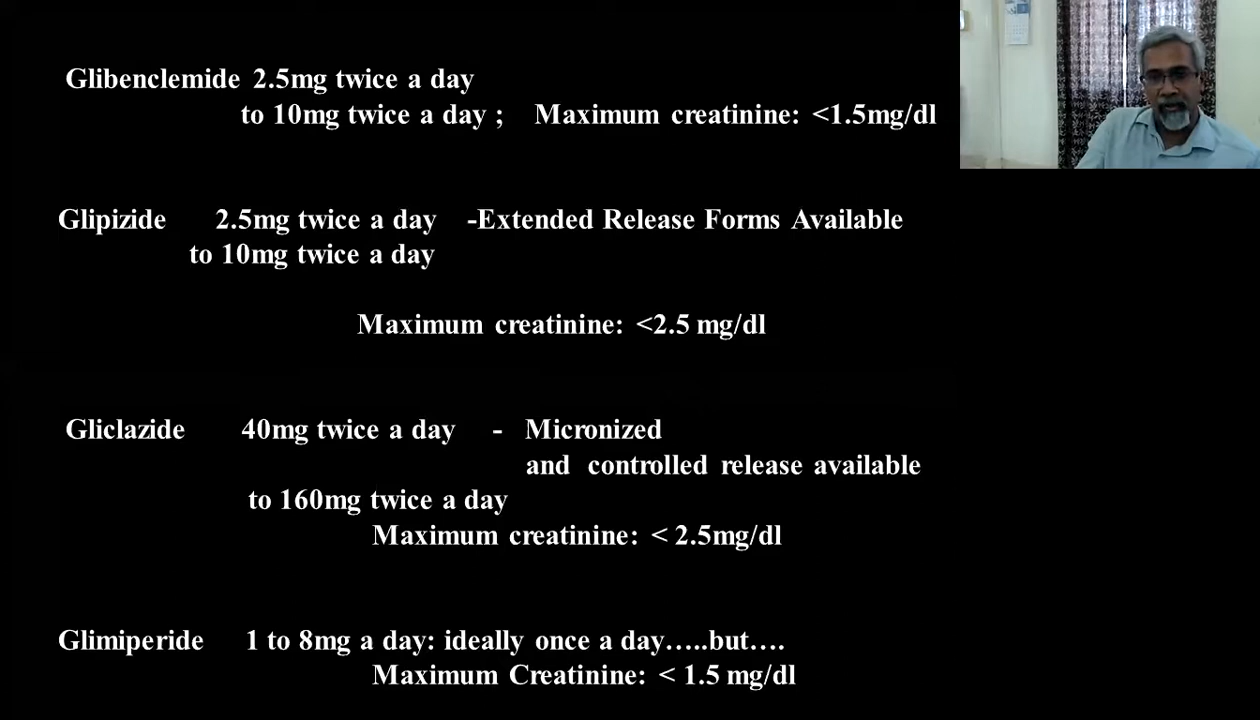 Glibenclemide 2.5mg twice a day
to 10mg twice a day ; Maximum creatinine: <1.5mg/dl
Glipizide 2.5mg twice a day -Extended Release Forms Available
to 10mg twice a day
Maximum creatinine: <2.5 mg/dl
Gliclazide 40mg twice a day - Micronized
and controlled release available
to 160mg twice a day
Maximum creatinine: < 2.5mg/dl
Glimiperide 1 to 8mg a day: ideally once a day…..but….
Maximum Creatinine: < 1.5 mg/dl